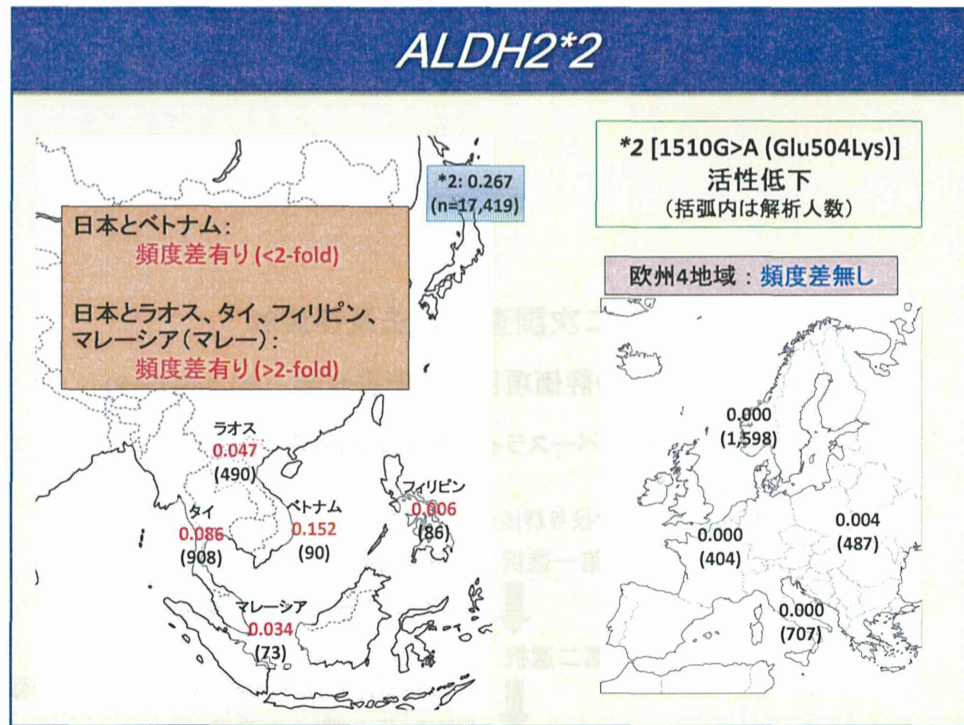 ALDH2*2
*2: 0.267
(n=17,419)
日本とベトナム:
頻度差有り(<2-fold)
日本とラオス、タイ、フィリピン、
マレーシア(マレー):
頻度差有り(>2-fold)
ラオス
0.047
(490)
タイ
0.086
(908)
ベトナム
0.152
(90)
フィリピン
0.006
(86)
マレーシア
0.034
(73)
*2 [1510G>A (Glu504Lys)]
活性低下
(括弧内は解析人数)
欧州4地域:頻度差無し
0.000
(1,598)
0.000
(404)
0.004
(487)
0.000
(707)